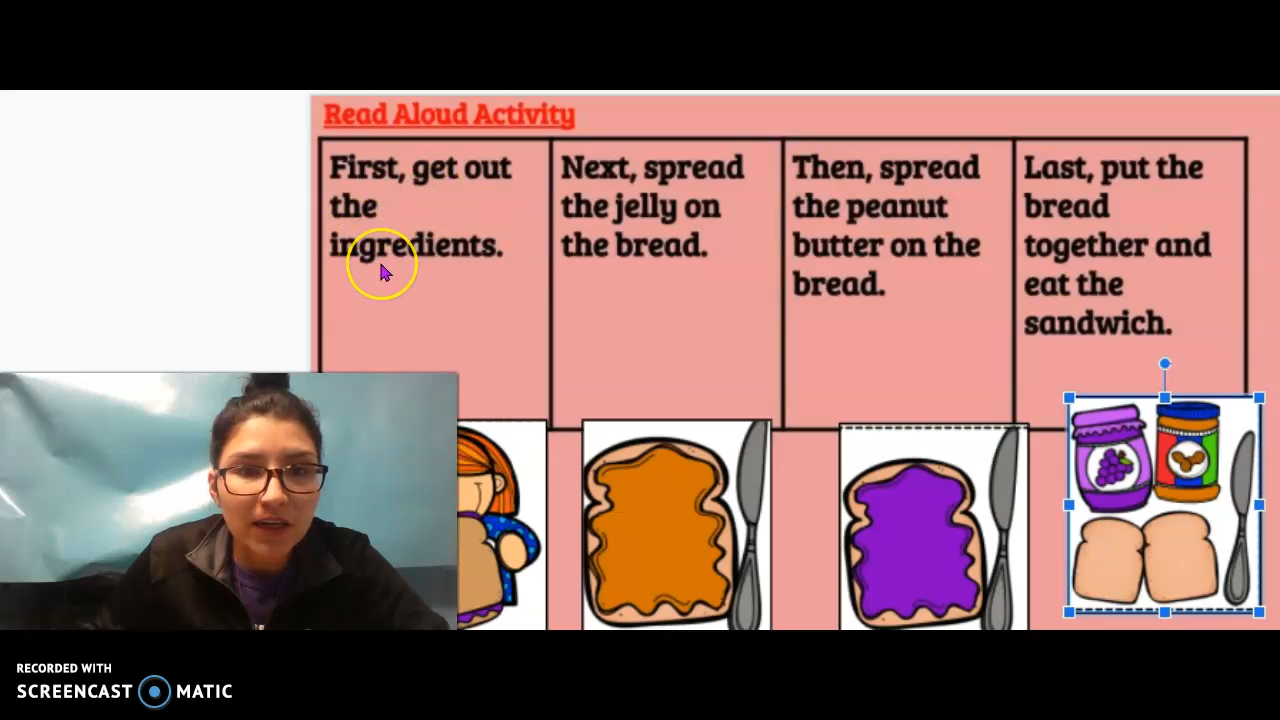 Read Aloud Activity
First, get out
the
ingredients.
Next, spread
the jelly on
the bread.
Then, spread
the peanut
butter on the
bread.
Last, put the
bread
together and
eat the
sandwich.
RECORDED WITH
SCREENCAST MATIC